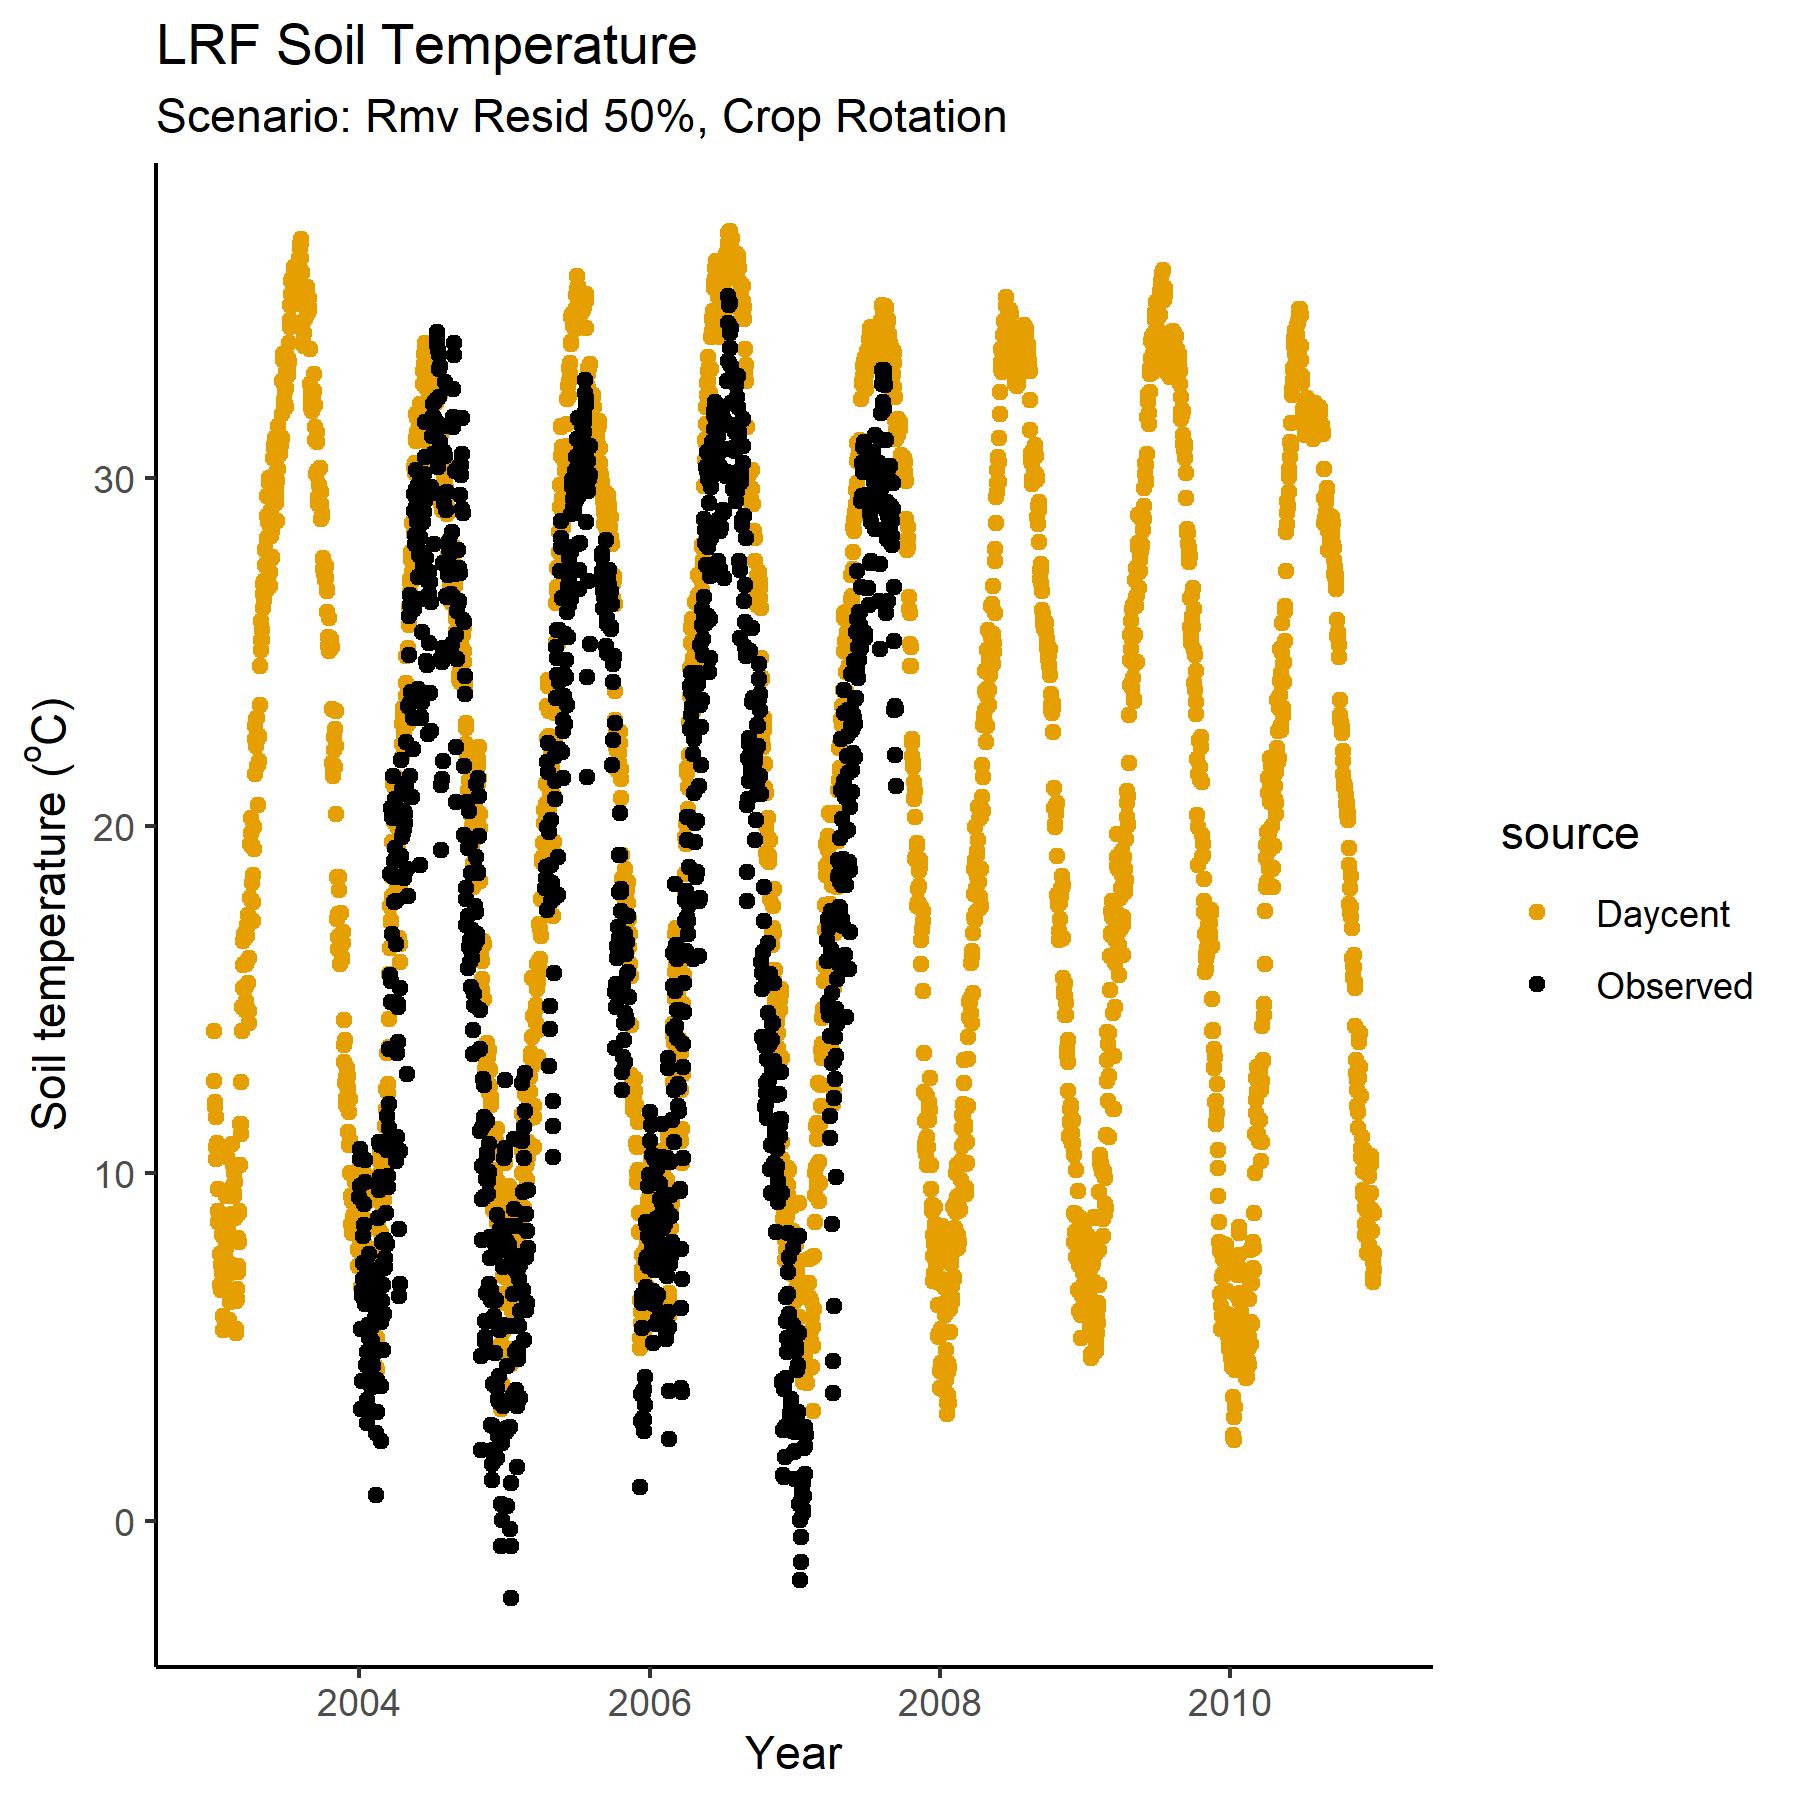 LRF Soil Temperature
Scenario: Rmv Resid 50%, Crop Rotation
Soil temperature (°C)
30
20
10
0
2004 2006 2008 2010
Year
source
Daycent
Observed